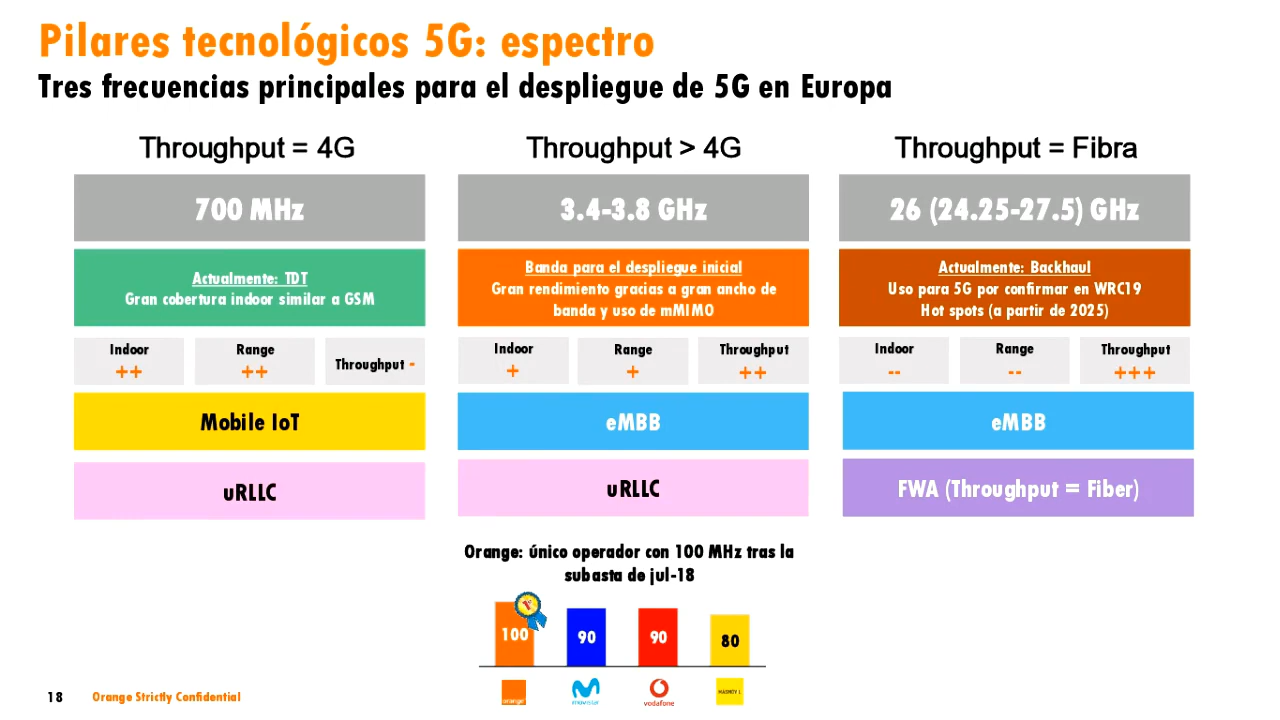 Pilares tecnológicos 5G: espectro
Tres frecuencias principales para el despliegue de 5G en Europa
Throughput = 4G
700 MHz
Actualmente: TDT
Gran cobertura indoor similar a GSM
Indoor
++
Range
++
Throughput -
Mobile IoT
uRLLC
Throughput > 4G
3.4-3.8 GHz
Banda para el despliegue inicial
Gran rendimiento gracias a gran ancho de
banda y uso de mMIMO
Indoor
+
Range
+
Throughput
++
eMBB
uRLLC
Throughput = Fibra
26 (24.25-27.5) GHz
Actualmente: Backhaul
Uso para 5G por confirmar en WRC19
Hot spots (a partir de 2025)
Indoor
--
Range
--
Throughput
+++
eMBB
FWA (Throughput = Fiber)
Orange: único operador con 100 MHz tras la
subasta de jul-18
100
90
90
80
orange
movistar
vodafone
18
Orange Strictly Confidential